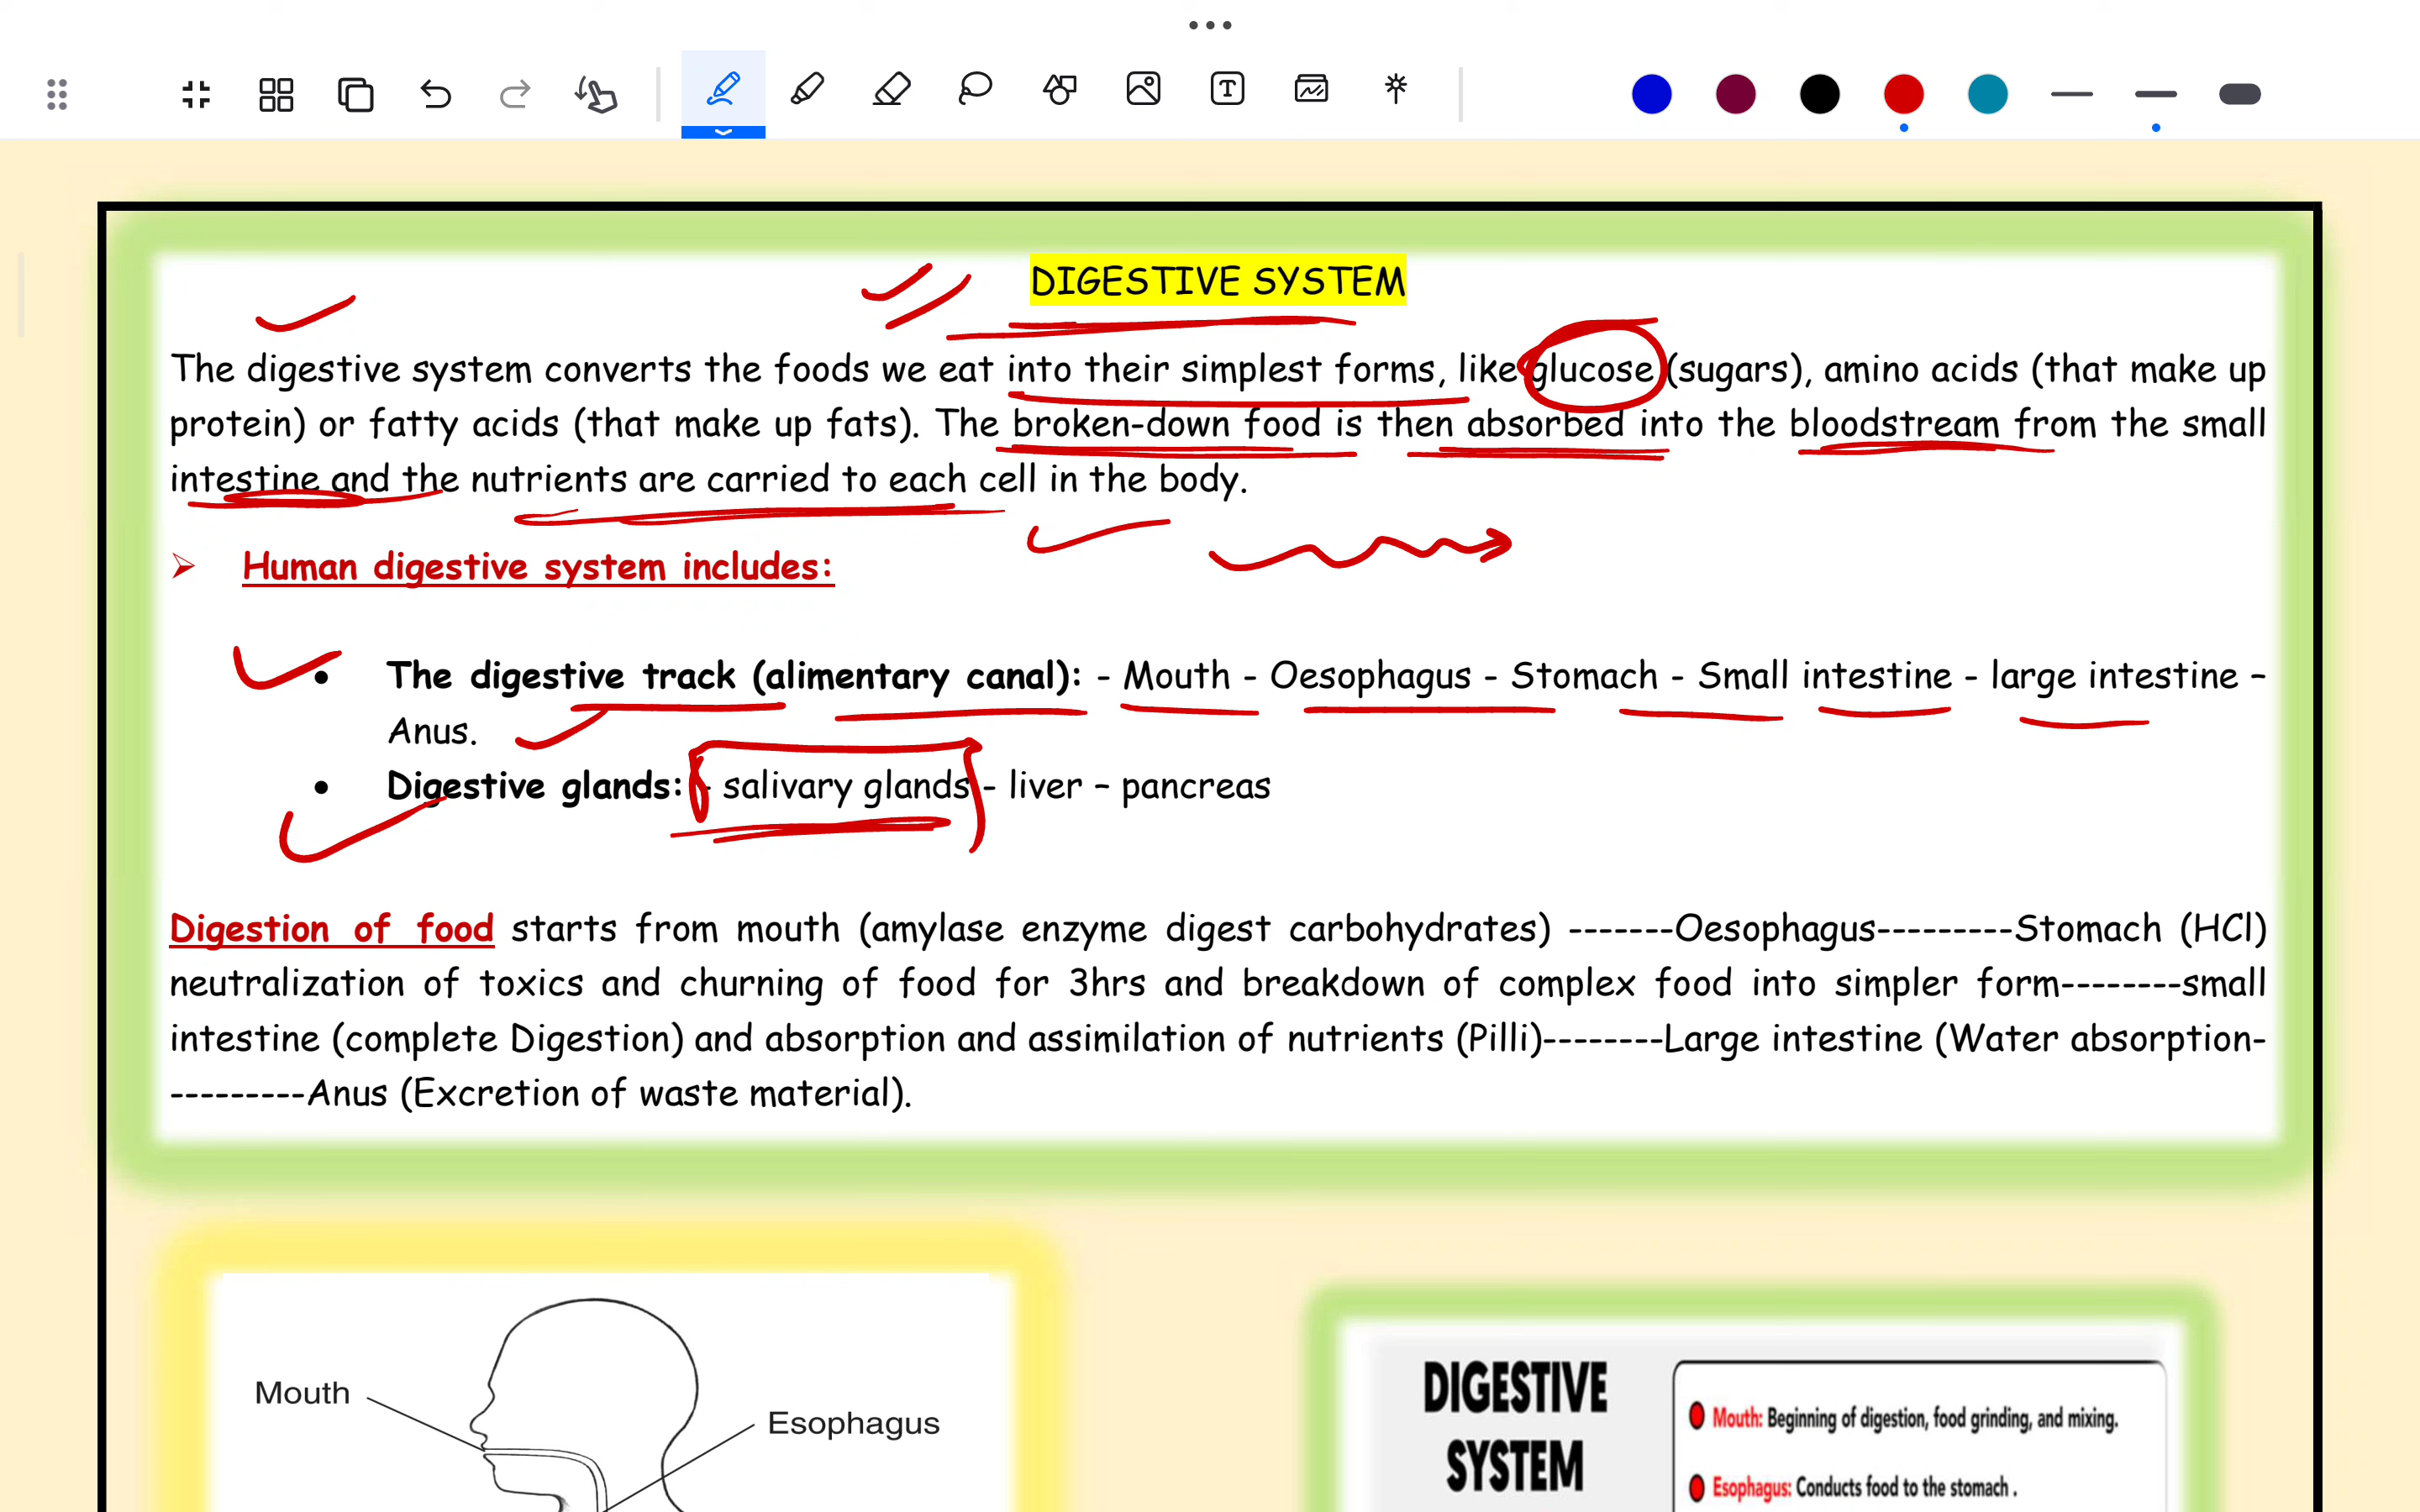 DIGESTIVE SYSTEM
The digestive system converts the foods we eat into their simplest forms, like glucose (sugars), amino acids (that make up
protein) or fatty acids (that make up fats). The broken-down food is then absorbed into the bloodstream from the small
intestine and the nutrients are carried to each cell in the body.
➢ Human digestive system includes:
• The digestive track (alimentary canal): - Mouth - Oesophagus - Stomach - Small intestine - large intestine –
Anus.
• Digestive glands: - salivary glands - liver – pancreas
Digestion of food starts from mouth (amylase enzyme digest carbohydrates) -------Oesophagus---------Stomach (HCl)
neutralization of toxics and churning of food for 3hrs and breakdown of complex food into simpler form--------small
intestine (complete Digestion) and absorption and assimilation of nutrients (Pilli)--------Large intestine (Water absorption-
---------Anus (Excretion of waste material).
Mouth
Esophagus
DIGESTIVE
SYSTEM
Mouth: Beginning of digestion, food grinding, and mixing.
Esophagus: Conducts food to the stomach .